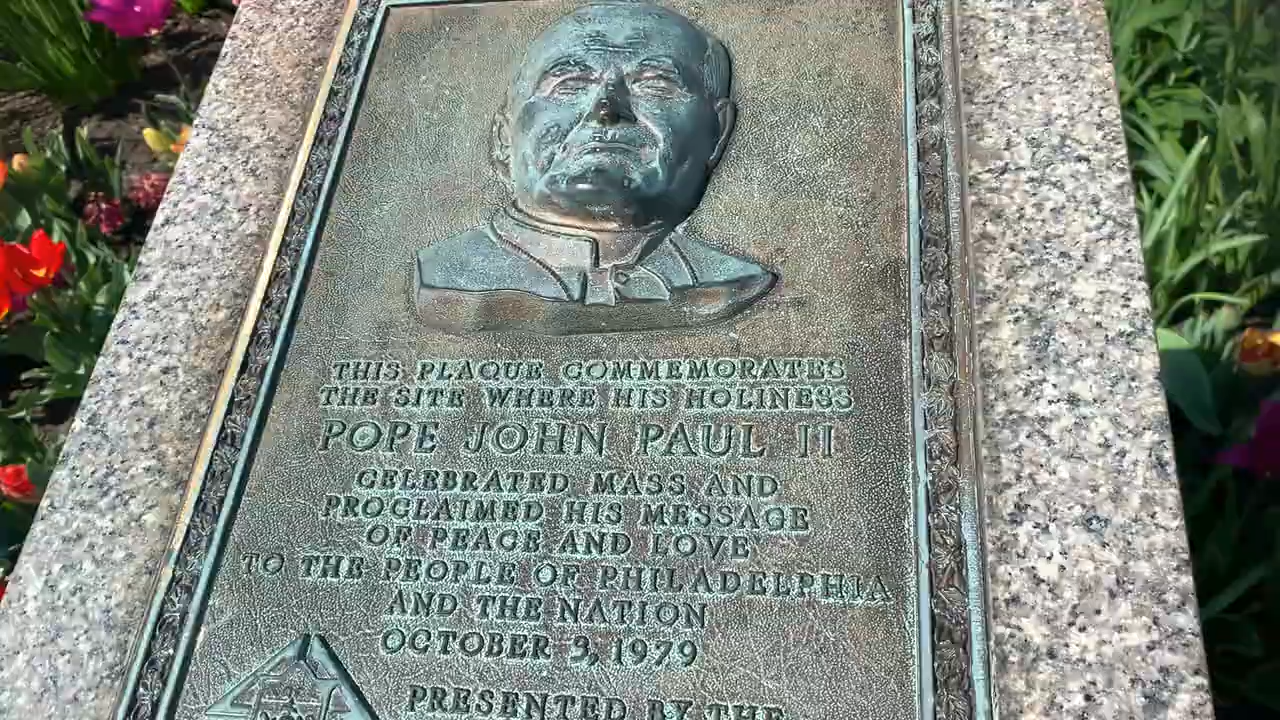 THIS PLAQUE COMMEMORATES
THE SITE WHERE HIS HOLINESS
POPE JOHN PAUL II
CELEBRATED MASS AND
PROCLAIMED HIS MESSAGE
OF PEACE AND LOVE
TO THE PEOPLE OF PHILADELPHIA
AND THE NATION
OCTOBER 3, 1979
PRESENTED BY THE